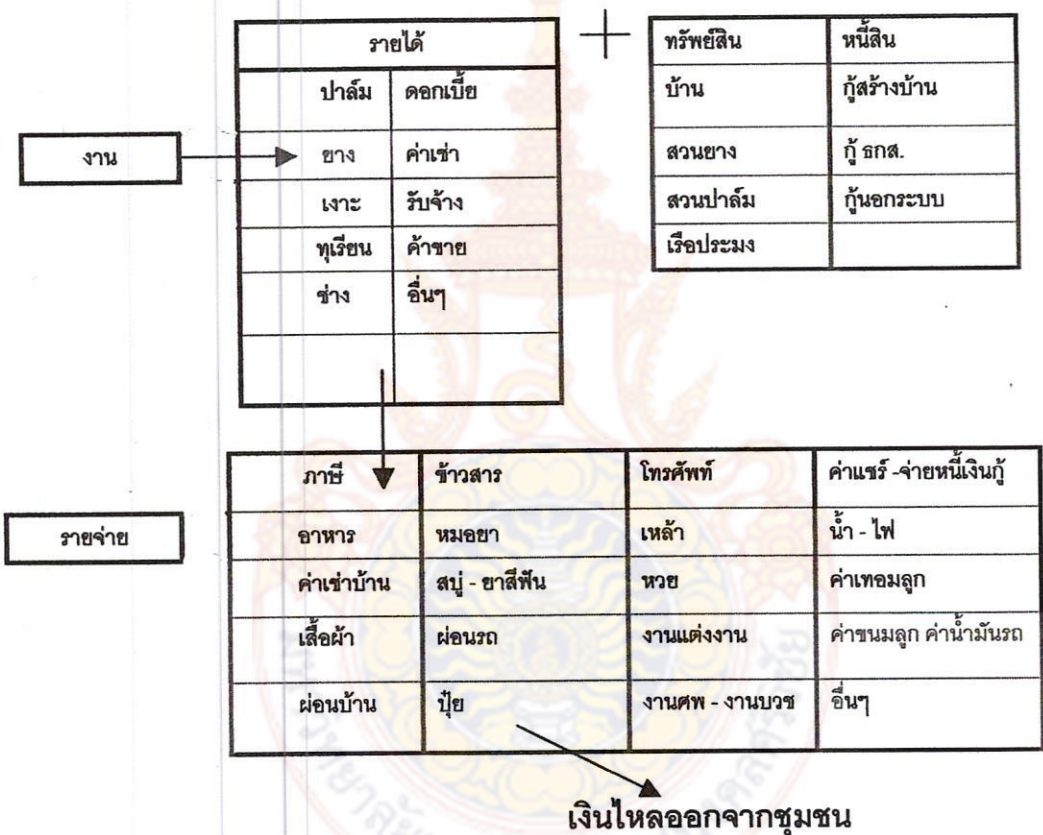 รายได้
ปาล์ม ดอกเบี้ย
งาน
ยาง ค่าเช่า
เงาะ รับจ้าง
ทุเรียน ค้าขาย
ช่าง อื่นๆ
ทรัพย์สิน หนี้สิน
บ้าน กู้สร้างบ้าน
สวนยาง กู้ ธกส.
สวนปาล์ม กู้นอกระบบ
เรือประมง
รายจ่าย
ภาษี ข้าวสาร โทรศัพท์ ค่าแชร์ -จ่ายหนี้เงินกู้
อาหาร หมอยา เหล้า น้ำ - ไฟ
ค่าเช่าบ้าน สบู่ - ยาสีฟัน หวย ค่าเทอมลูก
เสื้อผ้า ผ่อนรถ งานแต่งงาน ค่าขนมลูก ค่าน้ำมันรถ
ผ่อนบ้าน ปุ๋ย งานศพ - งานบวช อื่นๆ
เงินไหลออกจากชุมชน